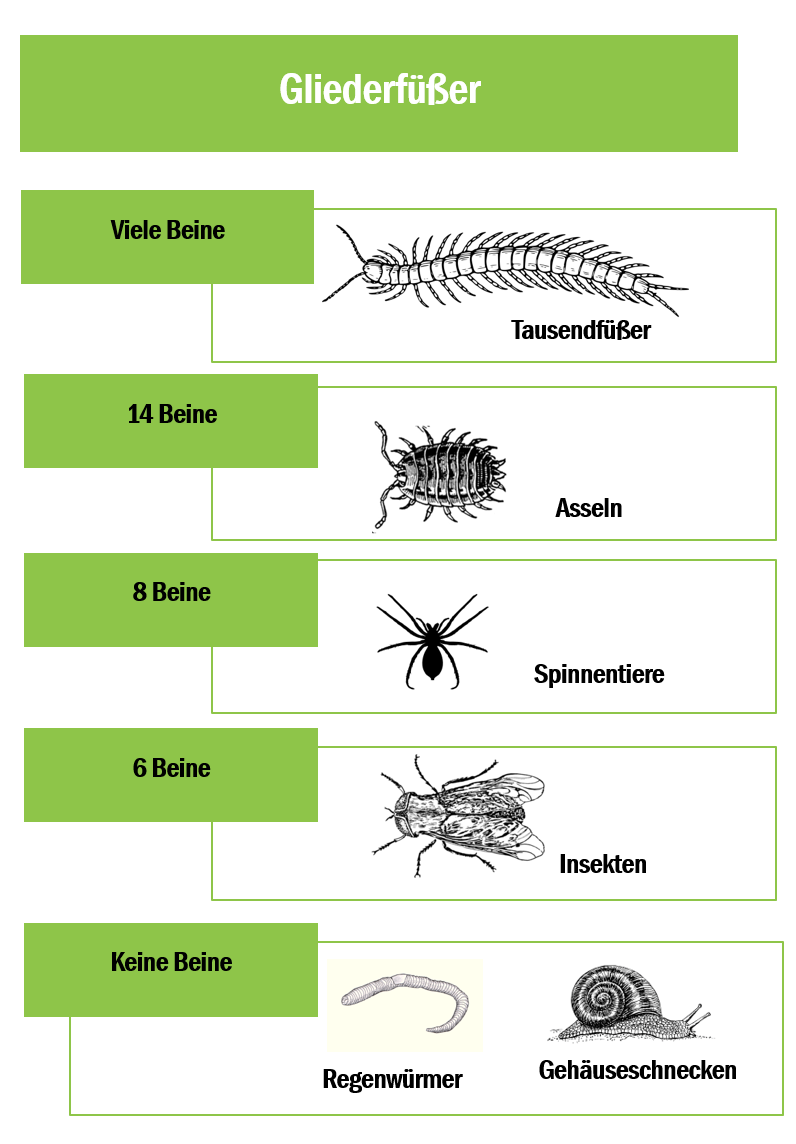 Gliederfüßer
Viele Beine
Tausendfüßer
14 Beine
Asseln
8 Beine
Spinnentiere
6 Beine
Insekten
Keine Beine
Regenwürmer
Gehäuseschnecken